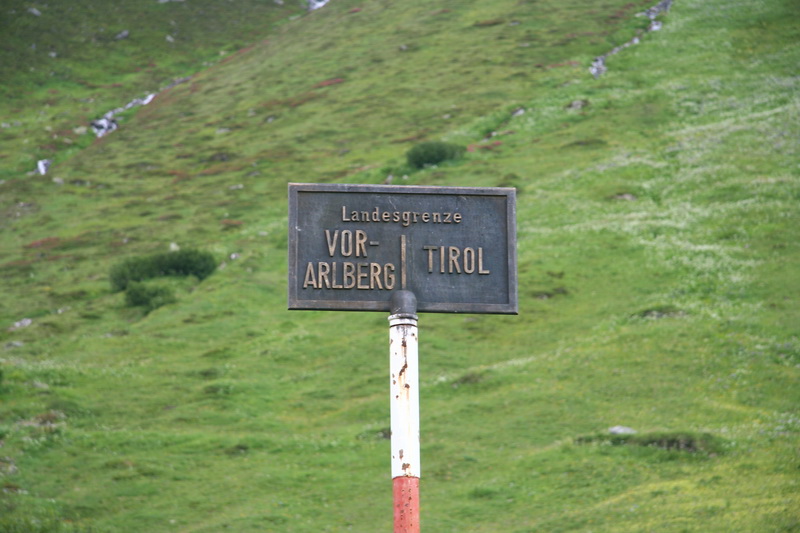 Landesgrenze
VOR- | TIROL
ARLBERG